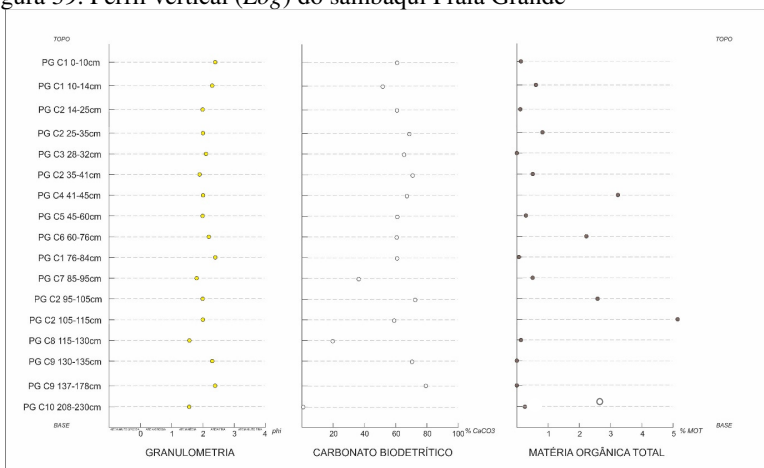 gura 39: Perfil vertical (Log) do sambaqui Praia Grande
TOPO TOPO
PG C1 0-10cm
PG C1 10-14cm
PG C2 14-25cm
PG C2 25-35cm
PG C3 28-32cm
PG C2 35-41cm
PG C4 41-45cm
PG C5 45-60cm
PG C6 60-76cm
PG C1 76-84cm
PG C7 85-95cm
PG C2 95-105cm
PG C2 105-115cm
PG C8 115-130cm
PG C9 130-135cm
PG C9 137-178cm
PG C10 208-230cm
BASE BASE
0 1 2 3 4 phi
20 40 60 80 100 % CaCO3
1 2 3 4 5 % MOT
GRANULOMETRIA CARBONATO BIODETRÍTICO MATÉRIA ORGÂNICA TOTAL